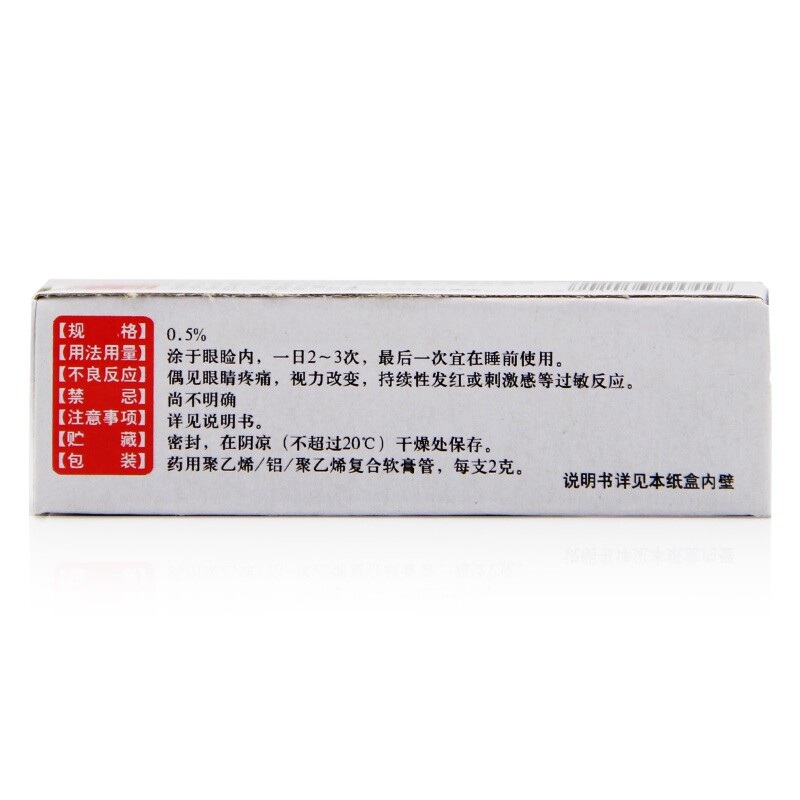 【规 格】 0.5%
【用法用量】 涂于眼睑内，一日2～3次，最后一次宜在睡前使用。
【不良反应】 偶见眼睛疼痛，视力改变，持续性发红或刺激感等过敏反应。
【禁 忌】 尚不明确
【注意事项】 详见说明书。
【贮 藏】 密封，在阴凉（不超过20℃）干燥处保存。
【包 装】 药用聚乙烯/铝/聚乙烯复合软膏管，每支2克。
说明书详见本纸盒内壁